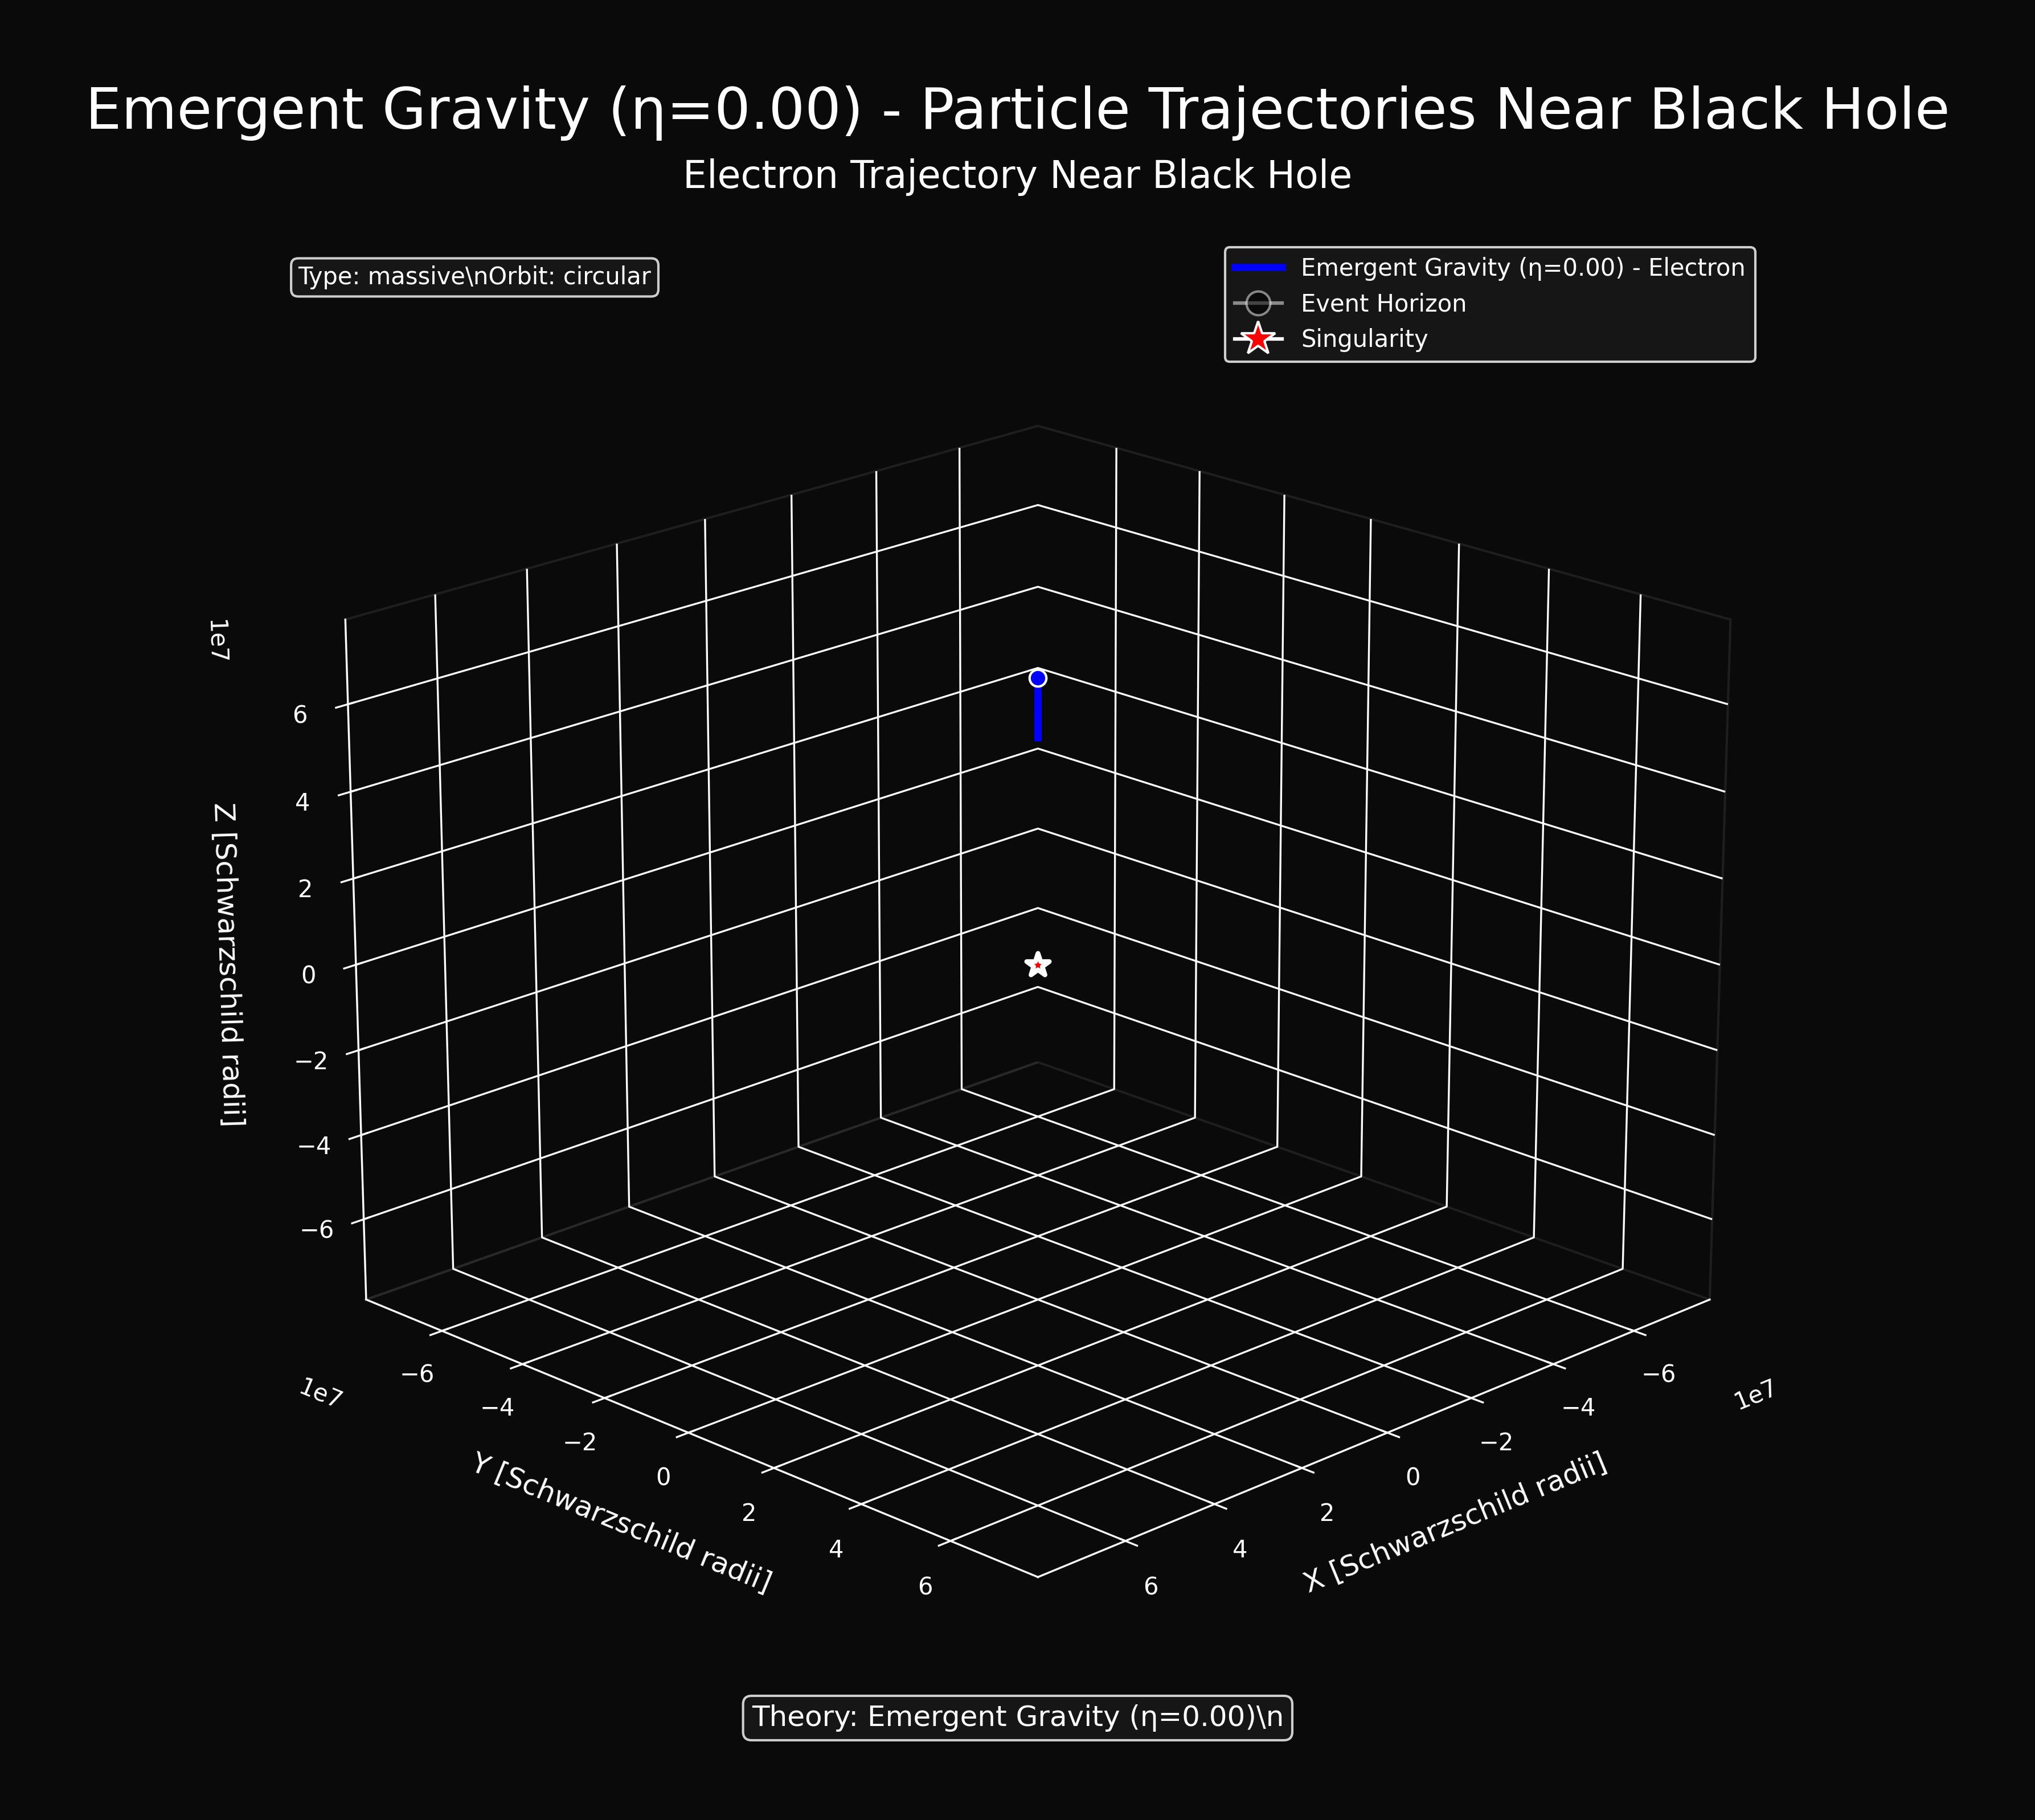 Emergent Gravity (η=0.00) - Particle Trajectories Near Black Hole
Electron Trajectory Near Black Hole
Type: massive\nOrbit: circular
Emergent Gravity (η=0.00) - Electron
Event Horizon
Singularity
1e7
6
4
2
0
−2
−4
−6
Z [Schwarzschild radii]
1e7
−6
−4
−2
0
2
4
6
Y [Schwarzschild radii]
1e7
−6
−4
−2
0
2
4
6
X [Schwarzschild radii]
Theory: Emergent Gravity (η=0.00)\n